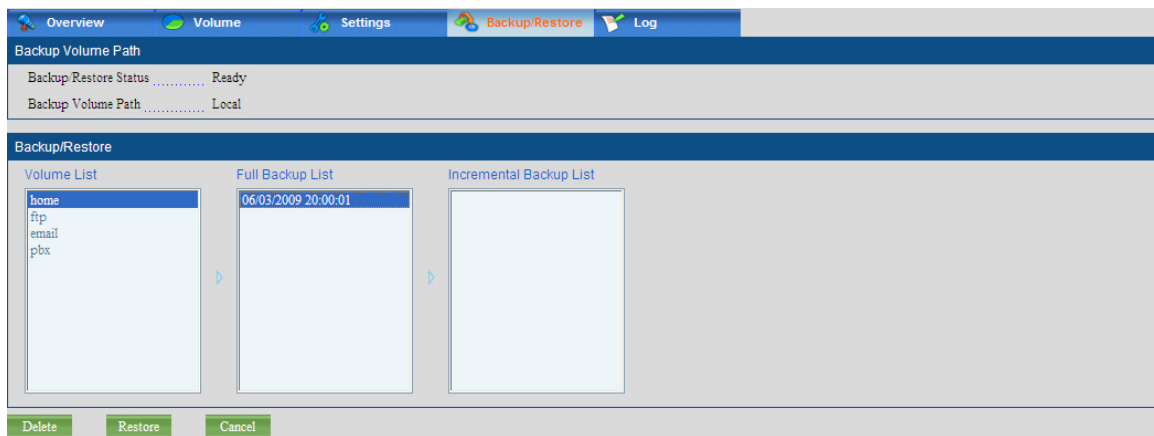 Overview Volume Settings Backup/Restore Log
Backup Volume Path
Backup/Restore Status ............ Ready
Backup Volume Path .............. Local
Backup/Restore
Volume List Full Backup List Incremental Backup List
home 06/03/2009 20:00:01
ftp
email
pbx
Delete Restore Cancel